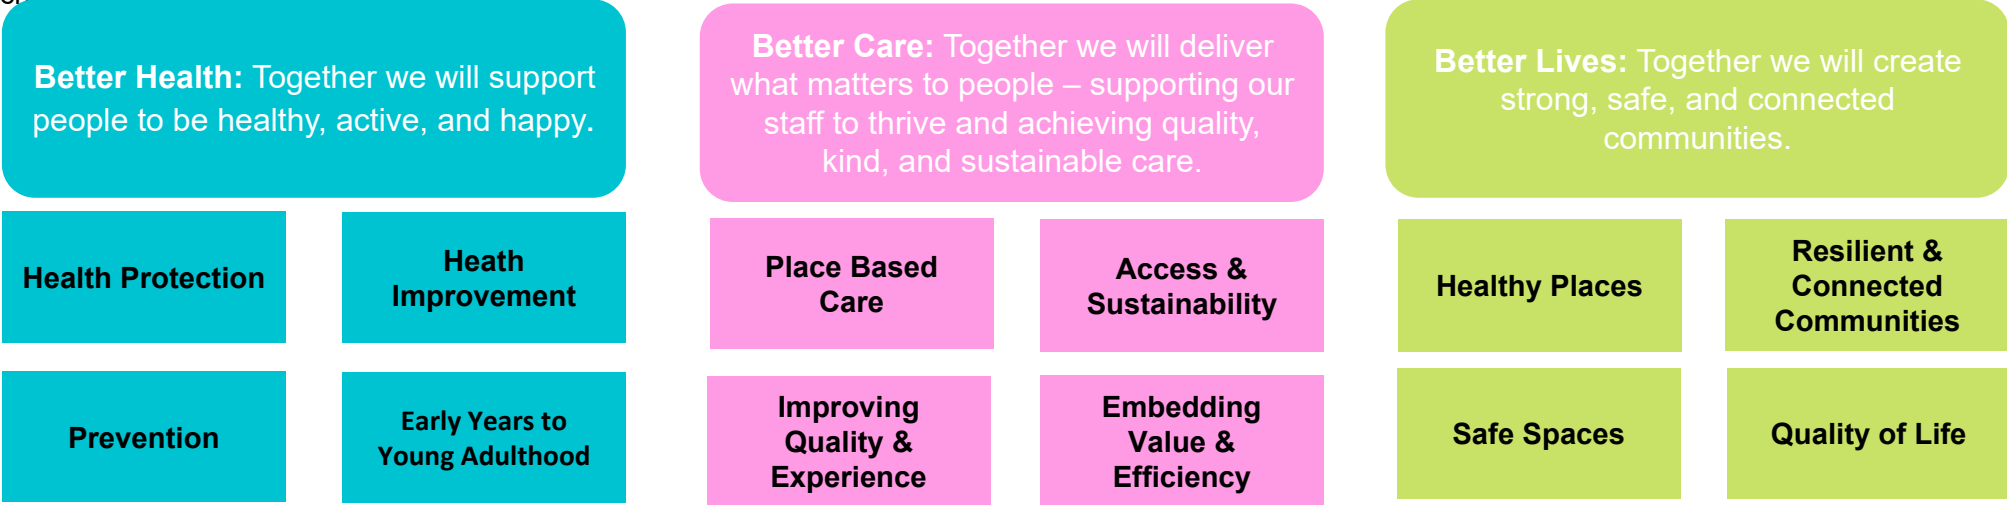 Better Health: Together we will support
people to be healthy, active, and happy.
Better Care: Together we will deliver
what matters to people – supporting our
staff to thrive and achieving quality,
kind, and sustainable care.
Better Lives: Together we will create
strong, safe, and connected
communities.
Health Protection
Heath
Improvement
Place Based
Care
Access &
Sustainability
Healthy Places
Resilient &
Connected
Communities
Prevention
Early Years to
Young Adulthood
Improving
Quality &
Experience
Embedding
Value &
Efficiency
Safe Spaces
Quality of Life